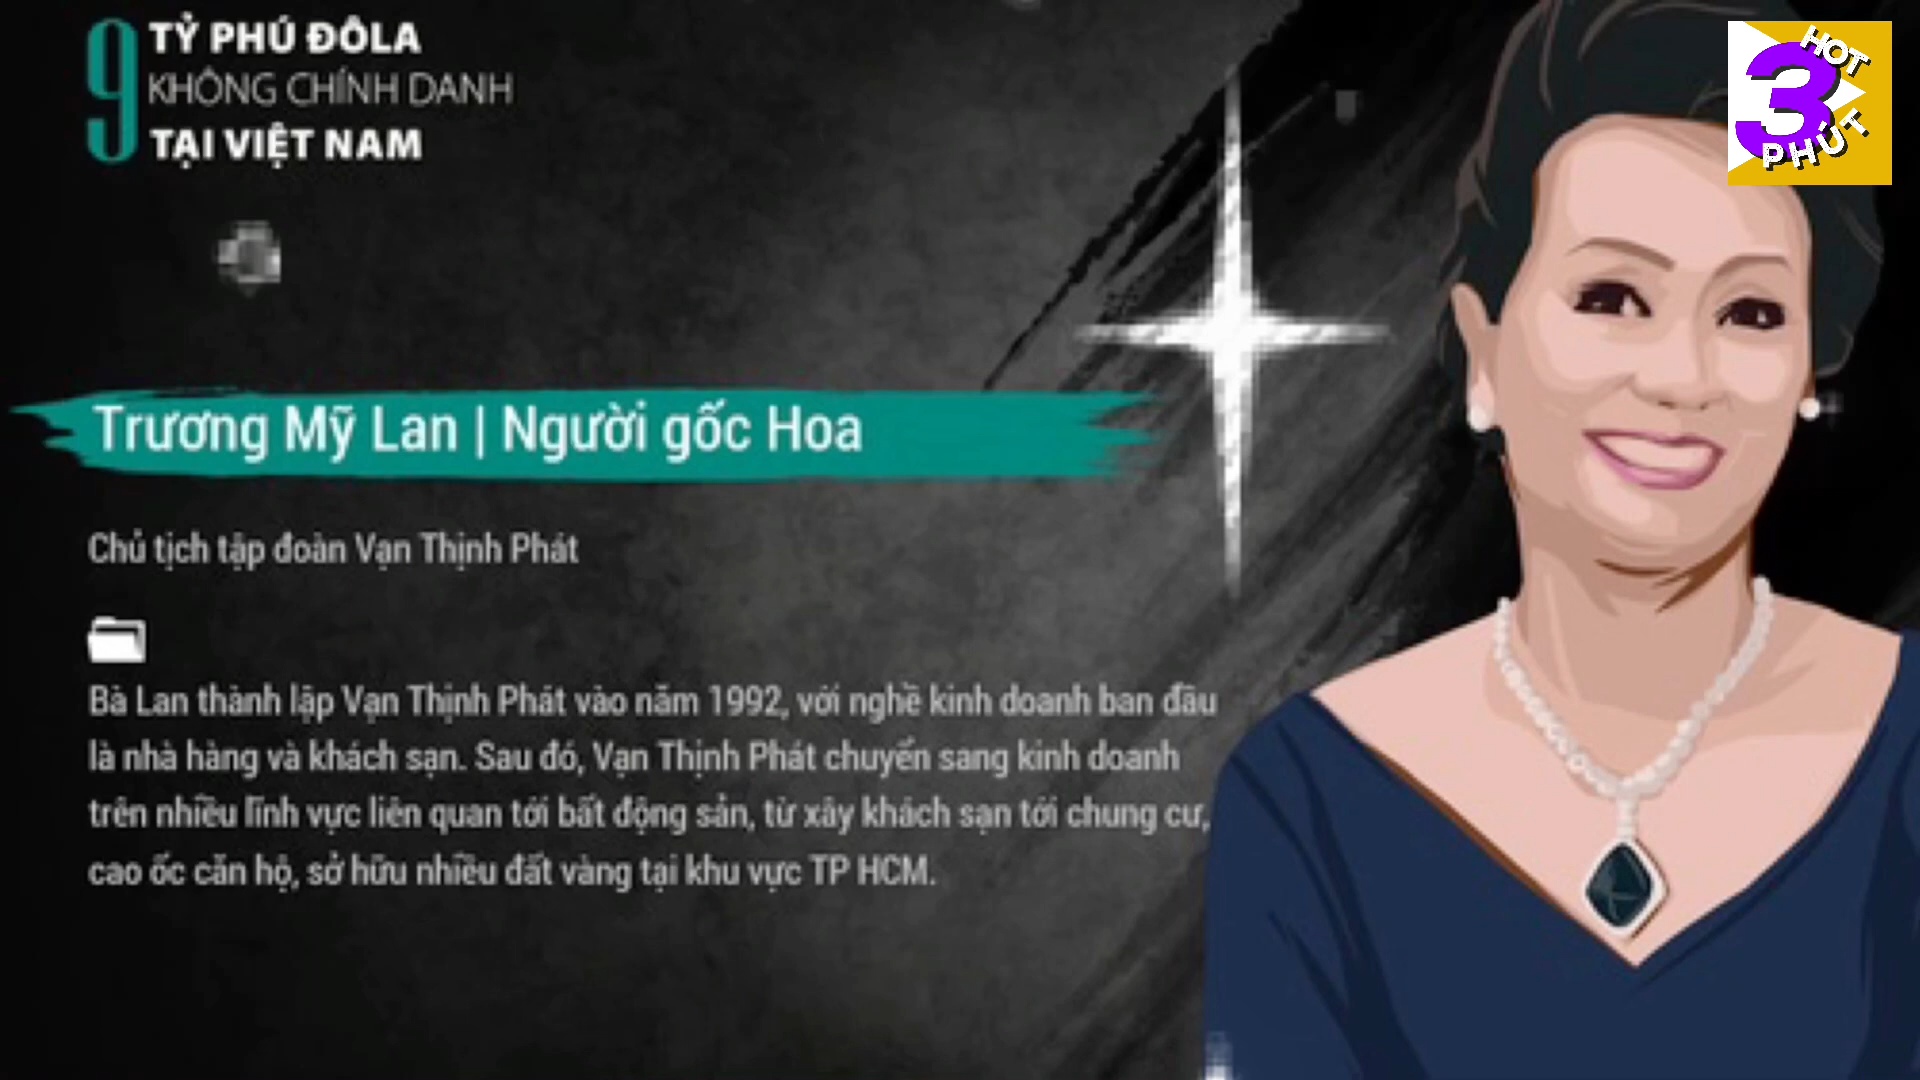 9
TỶ PHÚ ĐÔLA
KHÔNG CHÍNH DANH
TẠI VIỆT NAM
3
HOT
PHÚT
Trương Mỹ Lan | Người gốc Hoa
Chủ tịch tập đoàn Vạn Thịnh Phát
Bà Lan thành lập Vạn Thịnh Phát vào năm 1992, với nghề kinh doanh ban đầu
là nhà hàng và khách sạn. Sau đó, Vạn Thịnh Phát chuyển sang kinh doanh
trên nhiều lĩnh vực liên quan tới bất động sản, từ xây khách sạn tới chung cư,
cao ốc căn hộ, sở hữu nhiều đất vàng tại khu vực TP HCM.